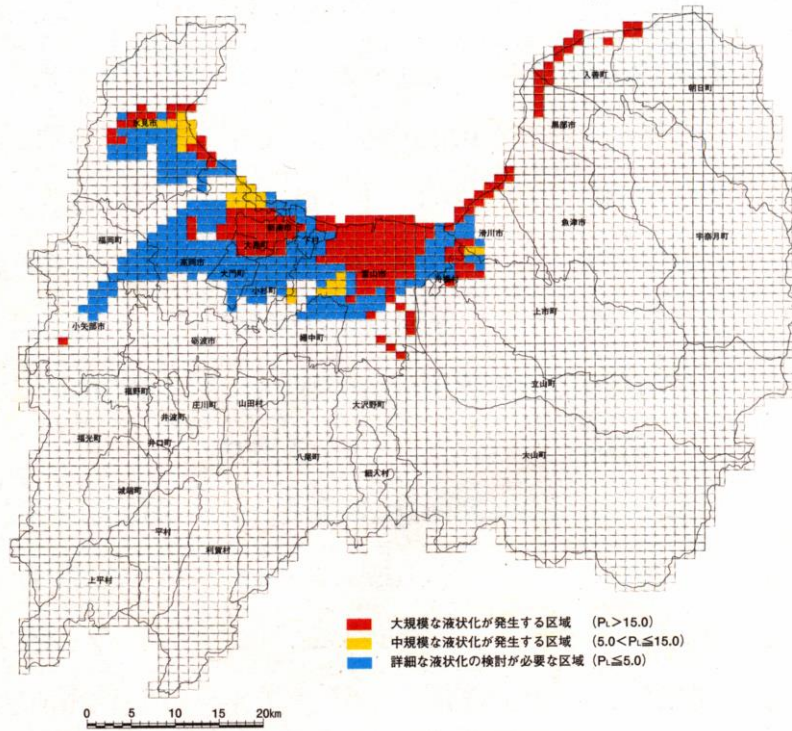 入善町
朝日町
黒部市
氷見市
魚津市
宇奈月町
滑川市
福岡町
新湊市
大島町
下村
高岡市
大門町
富山市
舟橋村
小杉町
上市町
小矢部市
婦中町
砺波市
立山町
福野町
庄川町
山田村
大沢野町
井波町
福光町
井口村
八尾町
大山町
細入村
城端町
平村
利賀村
上平村
大規模な液状化が発生する区域 (PL>15.0)
中規模な液状化が発生する区域 (5.0<PL≦15.0)
詳細な液状化の検討が必要な区域 (PL≦5.0)
0 5 10 15 20km